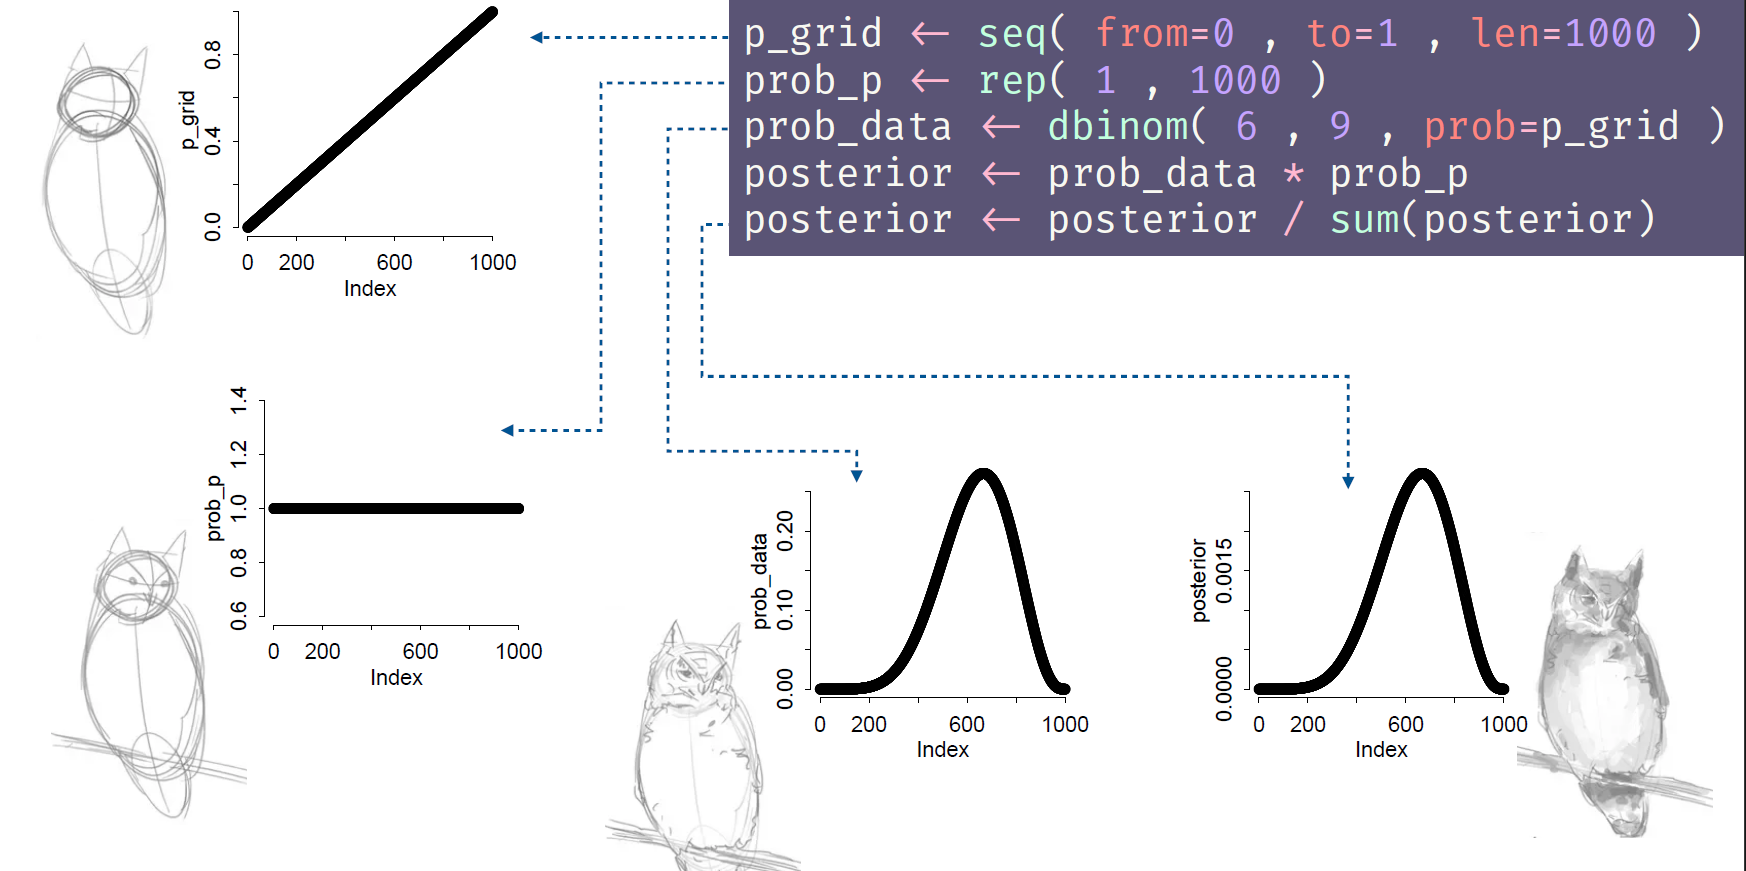 p_grid <- seq( from=0 , to=1 , len=1000 )
prob_p <- rep( 1 , 1000 )
prob_data <- dbinom( 6 , 9 , prob=p_grid )
posterior <- prob_data * prob_p
posterior <- posterior / sum(posterior)
p_grid
0.8
0.4
0.0
0 200 600 1000
Index
prob_p
1.4
1.2
1.0
0.8
0.6
0 200 600 1000
Index
prob_data
0.20
0.10
0.00
0 200 600 1000
Index
posterior
0.0015
0.0000
0 200 600 1000
Index